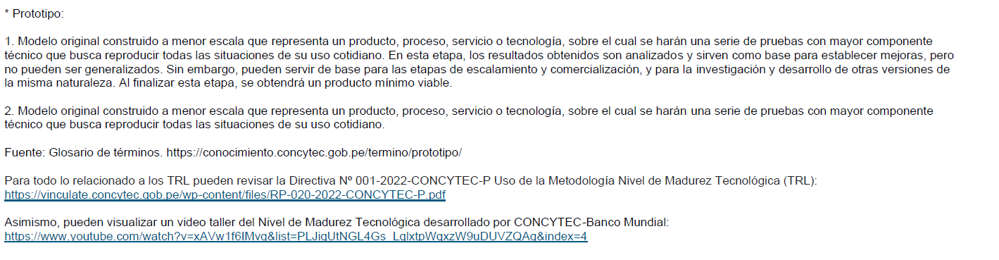 * Prototipo:
1. Modelo original construido a menor escala que representa un producto, proceso, servicio o tecnología, sobre el cual se harán una serie de pruebas con mayor componente
técnico que busca reproducir todas las situaciones de su uso cotidiano. En esta etapa, los resultados obtenidos son analizados y sirven como base para establecer mejoras, pero
no pueden ser generalizados. Sin embargo, pueden servir de base para las etapas de escalamiento y comercialización, y para la investigación y desarrollo de otras versiones de
la misma naturaleza. Al finalizar esta etapa, se obtendrá un producto mínimo viable.
2. Modelo original construido a menor escala que representa un producto, proceso, servicio o tecnología, sobre el cual se harán una serie de pruebas con mayor componente
técnico que busca reproducir todas las situaciones de su uso cotidiano.
Fuente: Glosario de términos. https://conocimiento.concytec.gob.pe/termino/prototipo/
Para todo lo relacionado a los TRL pueden revisar la Directiva Nº 001-2022-CONCYTEC-P Uso de la Metodología Nivel de Madurez Tecnológica (TRL):
https://vinculate.concytec.gob.pe/wp-content/files/RP-020-2022-CONCYTEC-P.pdf
Asimismo, pueden visualizar un video taller del Nivel de Madurez Tecnológica desarrollado por CONCYTEC-Banco Mundial:
https://www.youtube.com/watch?v=xAVw1f6IMvg&list=PLJiqUtNGL4Gs_LqlxtpWgxzW9uDUVZQAg&index=4